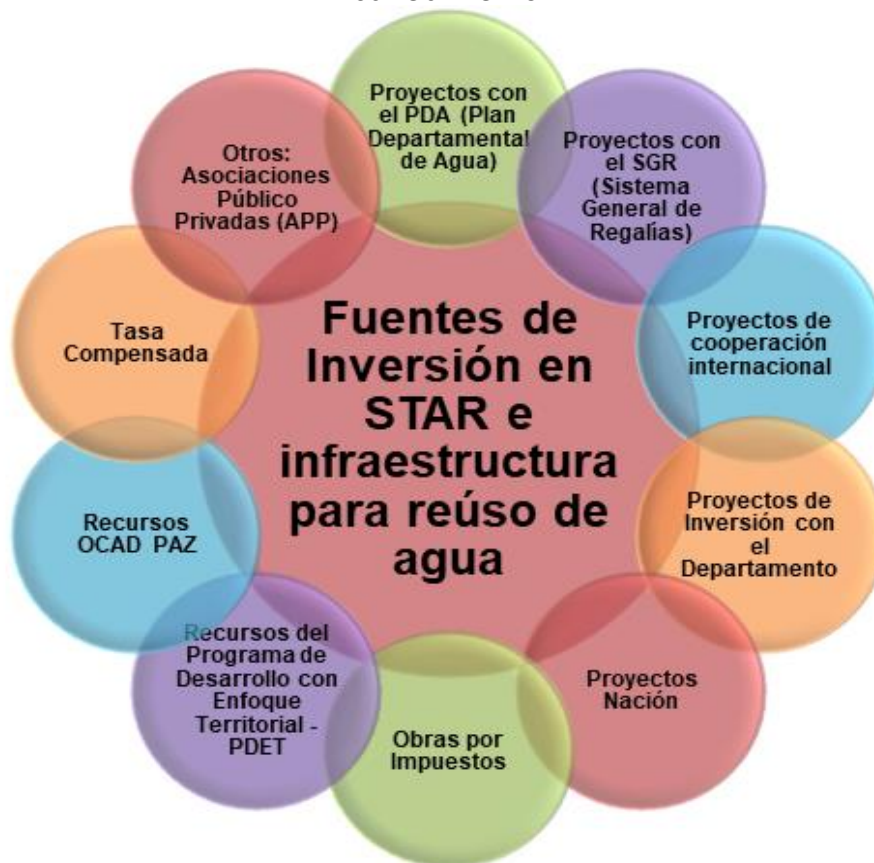 Proyectos con
el PDA (Plan
Departamental
de Agua)
Proyectos con
el SGR
(Sistema
General de
Regalías)
Proyectos de
cooperación
internacional
Proyectos de
Inversión con
el
Departamento
Proyectos
Nación
Obras por
Impuestos
Recursos del
Programa de
Desarrollo con
Enfoque
Territorial -
PDET
Recursos
OCAD PAZ
Tasa
Compensada
Otros:
Asociaciones
Público
Privadas (APP)
Fuentes de
Inversión en
STAR e
infraestructura
para reúso de
agua